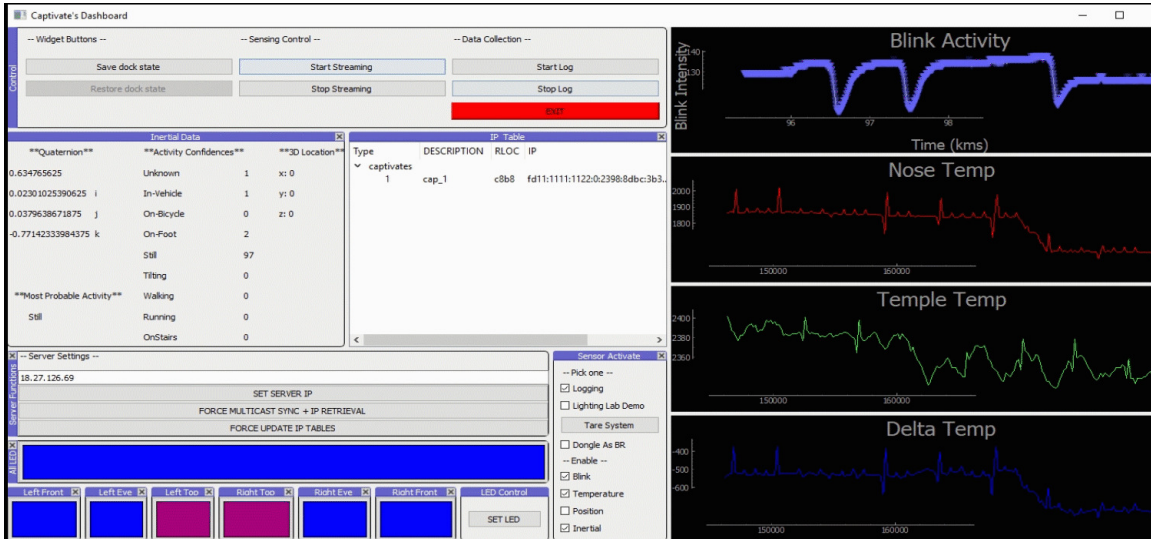 Captivate's Dashboard
Control
-- Widget Buttons --
-- Sensing Control --
-- Data Collection --
Save dock state
Start Streaming
Start Log
Restore dock state
Stop Streaming
Stop Log
EXIT
Inertial Data
**Quaternion** **Activity Confidences** **3D Location**
0.634765625 Unknown 1 x: 0
0.02301025390625 i In-Vehicle 1 y: 0
0.0379638671875 j On-Bicycle 0 z: 0
-0.77142333984375 k On-Foot 2
Still 97
Tilting 0
**Most Probable Activity** Walking 0
Still Running 0
OnStairs 0
IP Table
Type DESCRIPTION RLOC IP
captivates
1 cap_1 c8b8 fd11:1111:1122:0:2398:8dbc:3b3..
Server Functions
-- Server Settings --
18.27.126.69
SET SERVER IP
FORCE MULTICAST SYNC + IP RETRIEVAL
FORCE UPDATE IP TABLES
All LED
Left Front
Left Eye
Left Top
Right Top
Right Eye
Right Front
LED Control
SET LED
Sensor Activate
-- Pick one --
Logging
Lighting Lab Demo
Tare System
Dongle As BR
-- Enable --
Blink
Temperature
Position
Inertial
Blink Activity
Blink Intensity
140
130
96 97 98
Time (kms)
Nose Temp
2000
1900
1800
150000 160000
Temple Temp
2400
2380
2360
150000 160000
Delta Temp
-400
-500
-600
150000 160000